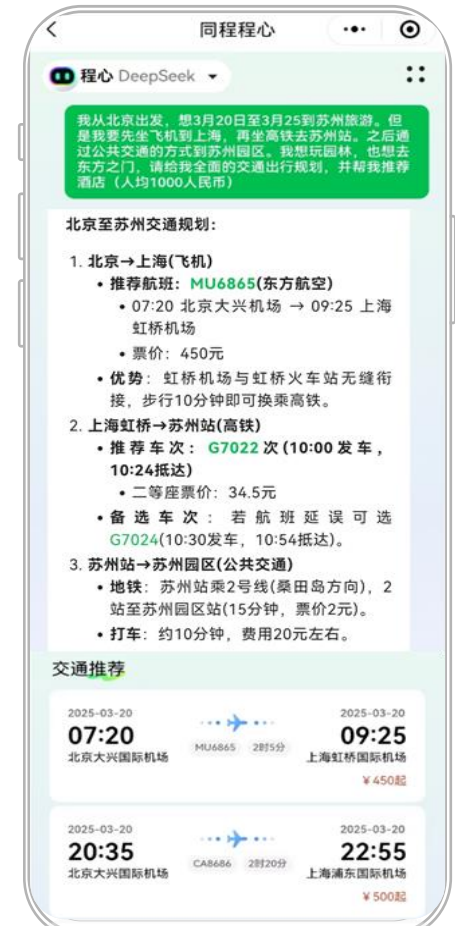 同程程心
程心 DeepSeek
我从北京出发，想3月20日至3月25到苏州旅游。但
是我要先坐飞机到上海，再坐高铁去苏州站。之后通
过公共交通的方式到苏州园区。我想玩园林，也想去
东方之门，请给我全面的交通出行规划，并帮我推荐
酒店（人均1000人民币）
北京至苏州交通规划：
1. 北京→上海(飞机)
• 推荐航班：MU6865(东方航空)
• 07:20 北京大兴机场 → 09:25 上海
虹桥机场
• 票价：450元
• 优势：虹桥机场与虹桥火车站无缝衔
接，步行10分钟即可换乘高铁。
2. 上海虹桥→苏州站(高铁)
• 推荐车次：G7022次(10:00发车，
10:24抵达)
• 二等座票价：34.5元
• 备选车次：若航班延误可选
G7024(10:30发车，10:54抵达)。
3. 苏州站→苏州园区(公共交通)
• 地铁：苏州站乘2号线(桑田岛方向)，2
站至苏州园区站(15分钟，票价2元)。
• 打车：约10分钟，费用20元左右。
交通推荐
2025-03-20 2025-03-20
07:20 09:25
北京大兴国际机场 MU6865 2时5分 上海虹桥国际机场
¥450起
2025-03-20 2025-03-20
20:35 22:55
北京大兴国际机场 CA8686 2时20分 上海浦东国际机场
¥500起